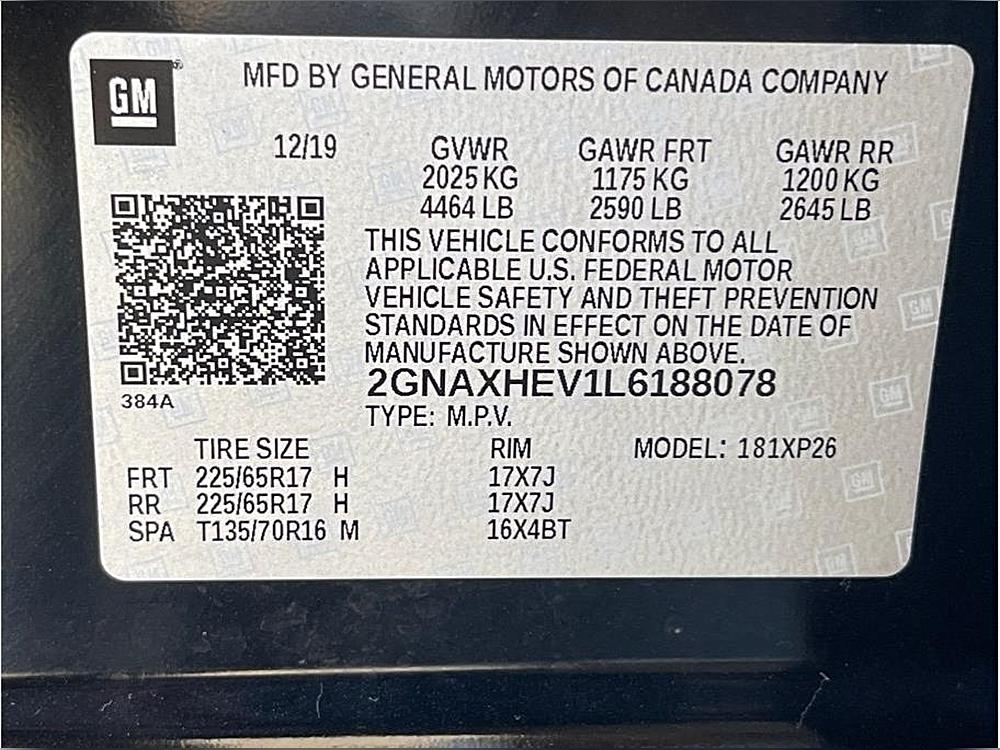 GM
MFD BY GENERAL MOTORS OF CANADA COMPANY
12/19 GVWR GAWR FRT GAWR RR
2025 KG 1175 KG 1200 KG
4464 LB 2590 LB 2645 LB
THIS VEHICLE CONFORMS TO ALL
APPLICABLE U.S. FEDERAL MOTOR
VEHICLE SAFETY AND THEFT PREVENTION
STANDARDS IN EFFECT ON THE DATE OF
MANUFACTURE SHOWN ABOVE.
2GNAXHEV1L6188078
384A
TYPE: M.P.V.
TIRE SIZE RIM MODEL: 181XP26
FRT 225/65R17 H 17X7J
RR 225/65R17 H 17X7J
SPA T135/70R16 M 16X4BT